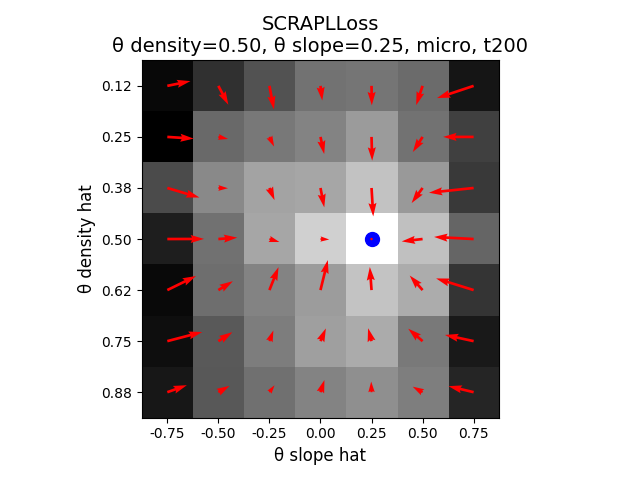 SCRAPLLoss
θ density=0.50, θ slope=0.25, micro, t200
θ density hat
0.12
0.25
0.38
0.50
0.62
0.75
0.88
-0.75 -0.50 -0.25 0.00 0.25 0.50 0.75
θ slope hat